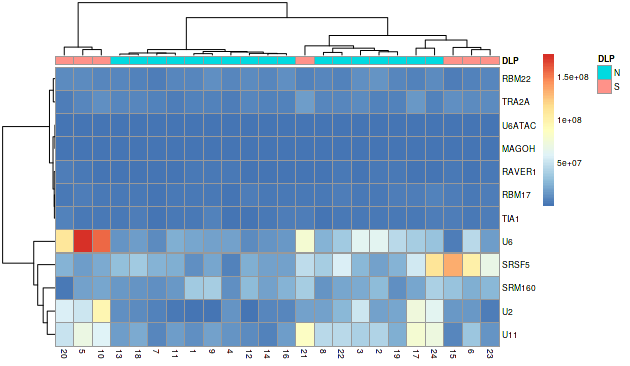 DLP
DLP
N
S
1.5e+08
1e+08
5e+07
RBM22
TRA2A
U6ATAC
MAGOH
RAVER1
RBM17
TIA1
U6
SRSF5
SRM160
U2
U11
20 5 10 13 18 7 11 1 9 4 12 14 16 21 8 22 3 2 19 17 24 15 6 23